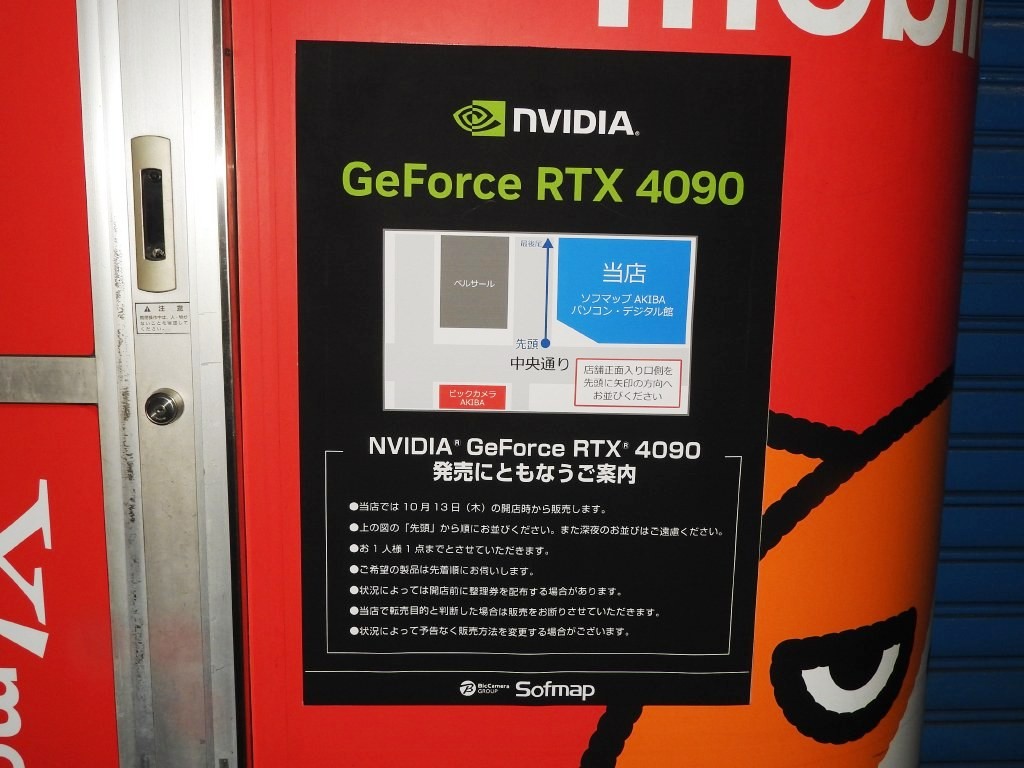 mobil
NVIDIA
GeForce RTX 4090
最後尾
ベルサール
当店
ソフマップ AKIBA
パソコン・デジタル館
先頭
中央通り
店舗正面入り口側を
先頭に矢印の方向へ
お並びください
ビックカメラ
AKIBA
NVIDIA® GeForce RTX® 4090
発売にともなうご案内
●当店では 10 月 13 日（木）の開店時から販売します。
●上の図の「先頭」から順にお並びください。また深夜のお並びはご遠慮ください。
●お 1 人様 1 点までとさせていただきます。
●ご希望の製品は先着順にお伺いします。
●状況によっては開店前に整理券を配布する場合があります。
●当店で転売目的と判断した場合は販売をお断りさせていただきます。
●状況によって予告なく販売方法を変更する場合がございます。
BicCamera
GROUP
Sofmap
注意
Y!mo